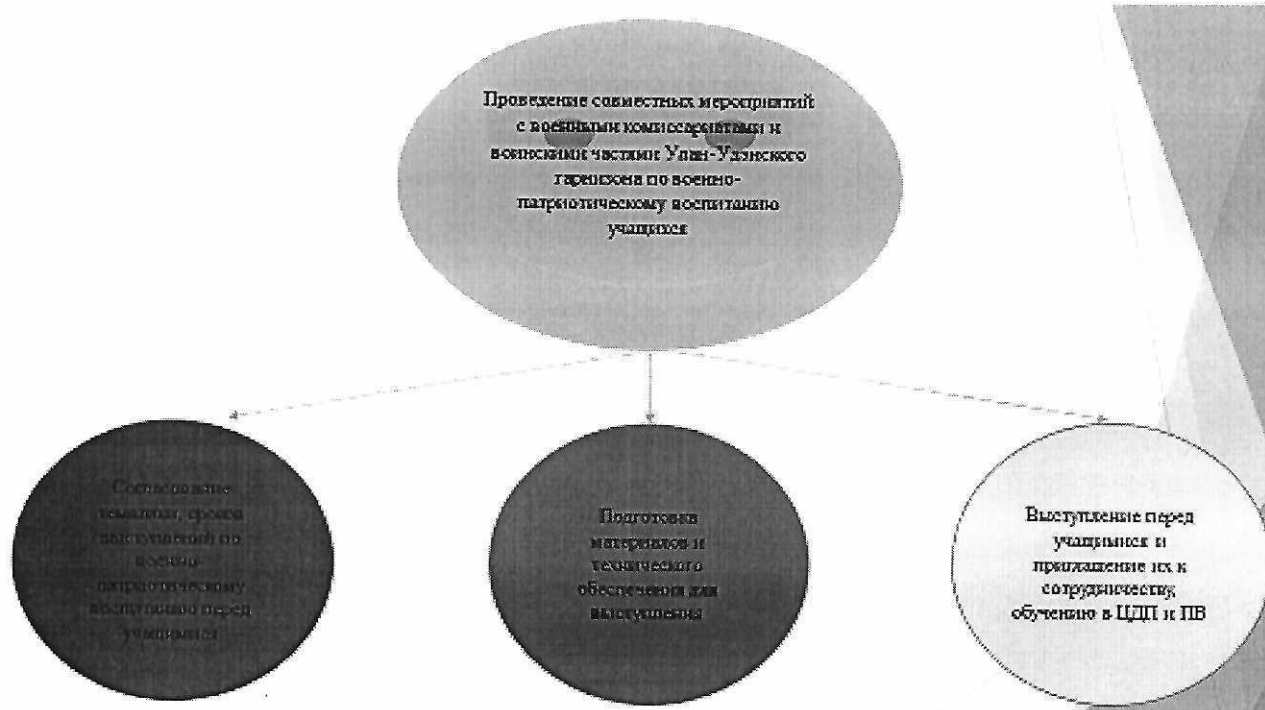 Проведение совместных мероприятий
с военными комиссариатами и
воинскими частями Улан-Удэнского
гарнизона по военно-
патриотическому воспитанию
учащихся
Согласование
тематики, сроков
выступлений по
военно-
патриотическому
воспитанию перед
учащимися
Подготовка
материалов и
технического
обеспечения для
выступления
Выступление перед
учащимися и
приглашение их к
сотрудничеству,
обучению в ЦДП и ПВ